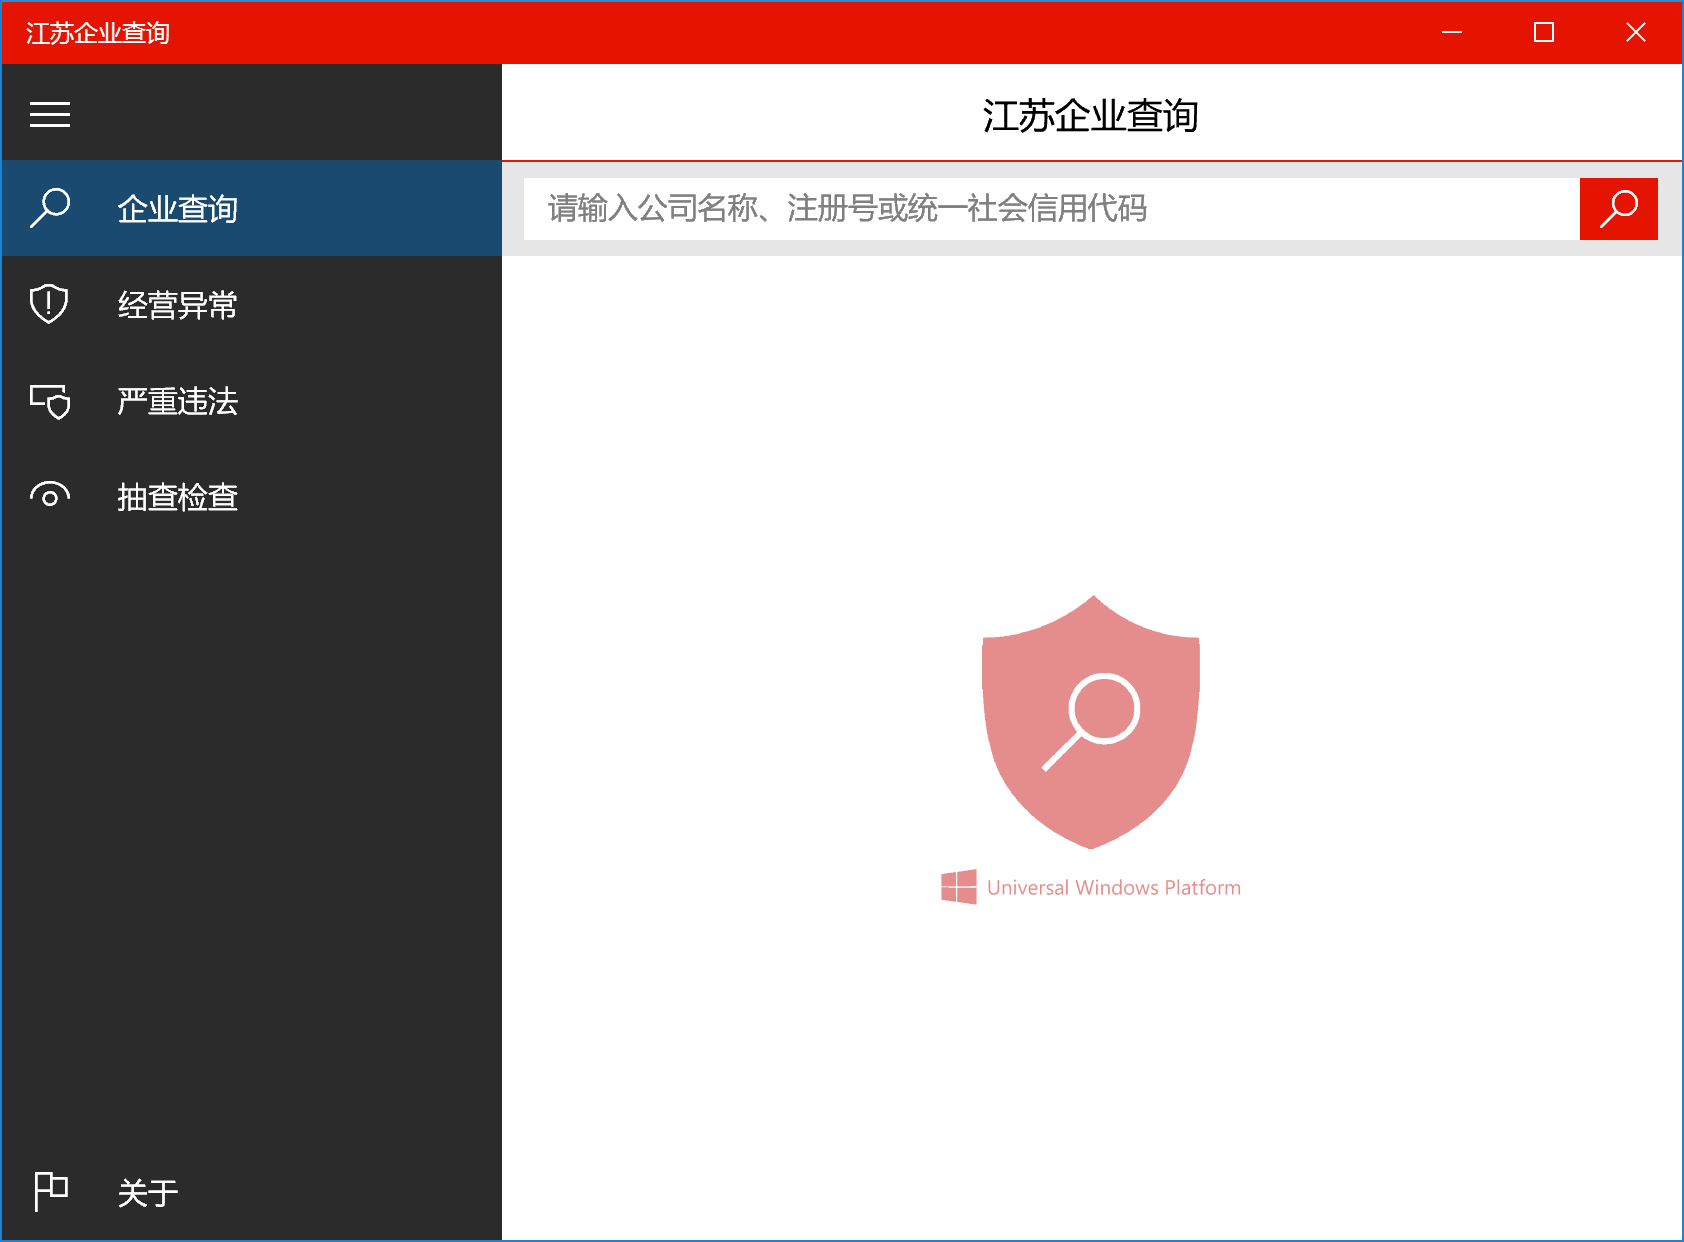 江苏企业查询
江苏企业查询
企业查询
请输入公司名称、注册号或统一社会信用代码
经营异常
严重违法
抽查检查
Universal Windows Platform
关于